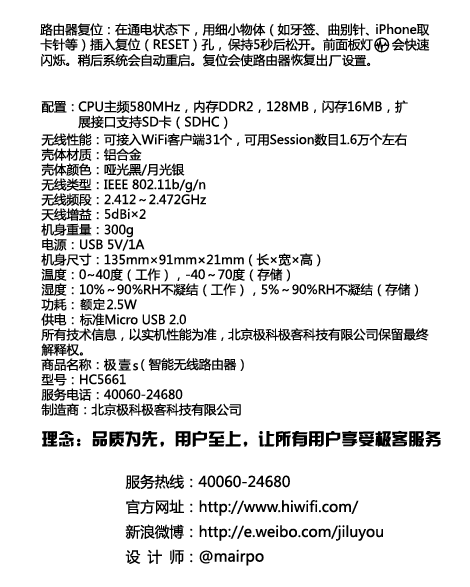 路由器复位：在通电状态下，用细小物体（如牙签、曲别针、iPhone取
卡针等）插入复位（RESET）孔，保持5秒后松开。前面板灯会快速
闪烁。稍后系统会自动重启。复位会使路由器恢复出厂设置。
配置：CPU主频580MHz，内存DDR2，128MB，闪存16MB，扩
展接口支持SD卡（SDHC）
无线性能：可接入WiFi客户端31个，可用Session数目1.6万个左右
壳体材质：铝合金
壳体颜色：哑光黑/月光银
无线类型：IEEE 802.11b/g/n
无线频段：2.412～2.472GHz
天线增益：5dBi×2
机身重量：300g
电源：USB 5V/1A
机身尺寸：135mm×91mm×21mm（长×宽×高）
温度：0~40度（工作），-40～70度（存储）
湿度：10%～90%RH不凝结（工作），5%～90%RH不凝结（存储）
功耗：额定2.5W
供电：标准Micro USB 2.0
所有技术信息，以实机性能为准，北京极科极客科技有限公司保留最终
解释权。
商品名称：极壹s（智能无线路由器）
型号：HC5661
服务电话：40060-24680
制造商：北京极科极客科技有限公司
理念：品质为先，用户至上，让所有用户享受极客服务
服务热线：40060-24680
官方网址：http://www.hiwifi.com/
新浪微博：http://e.weibo.com/jiluyou
设 计 师：@mairpo